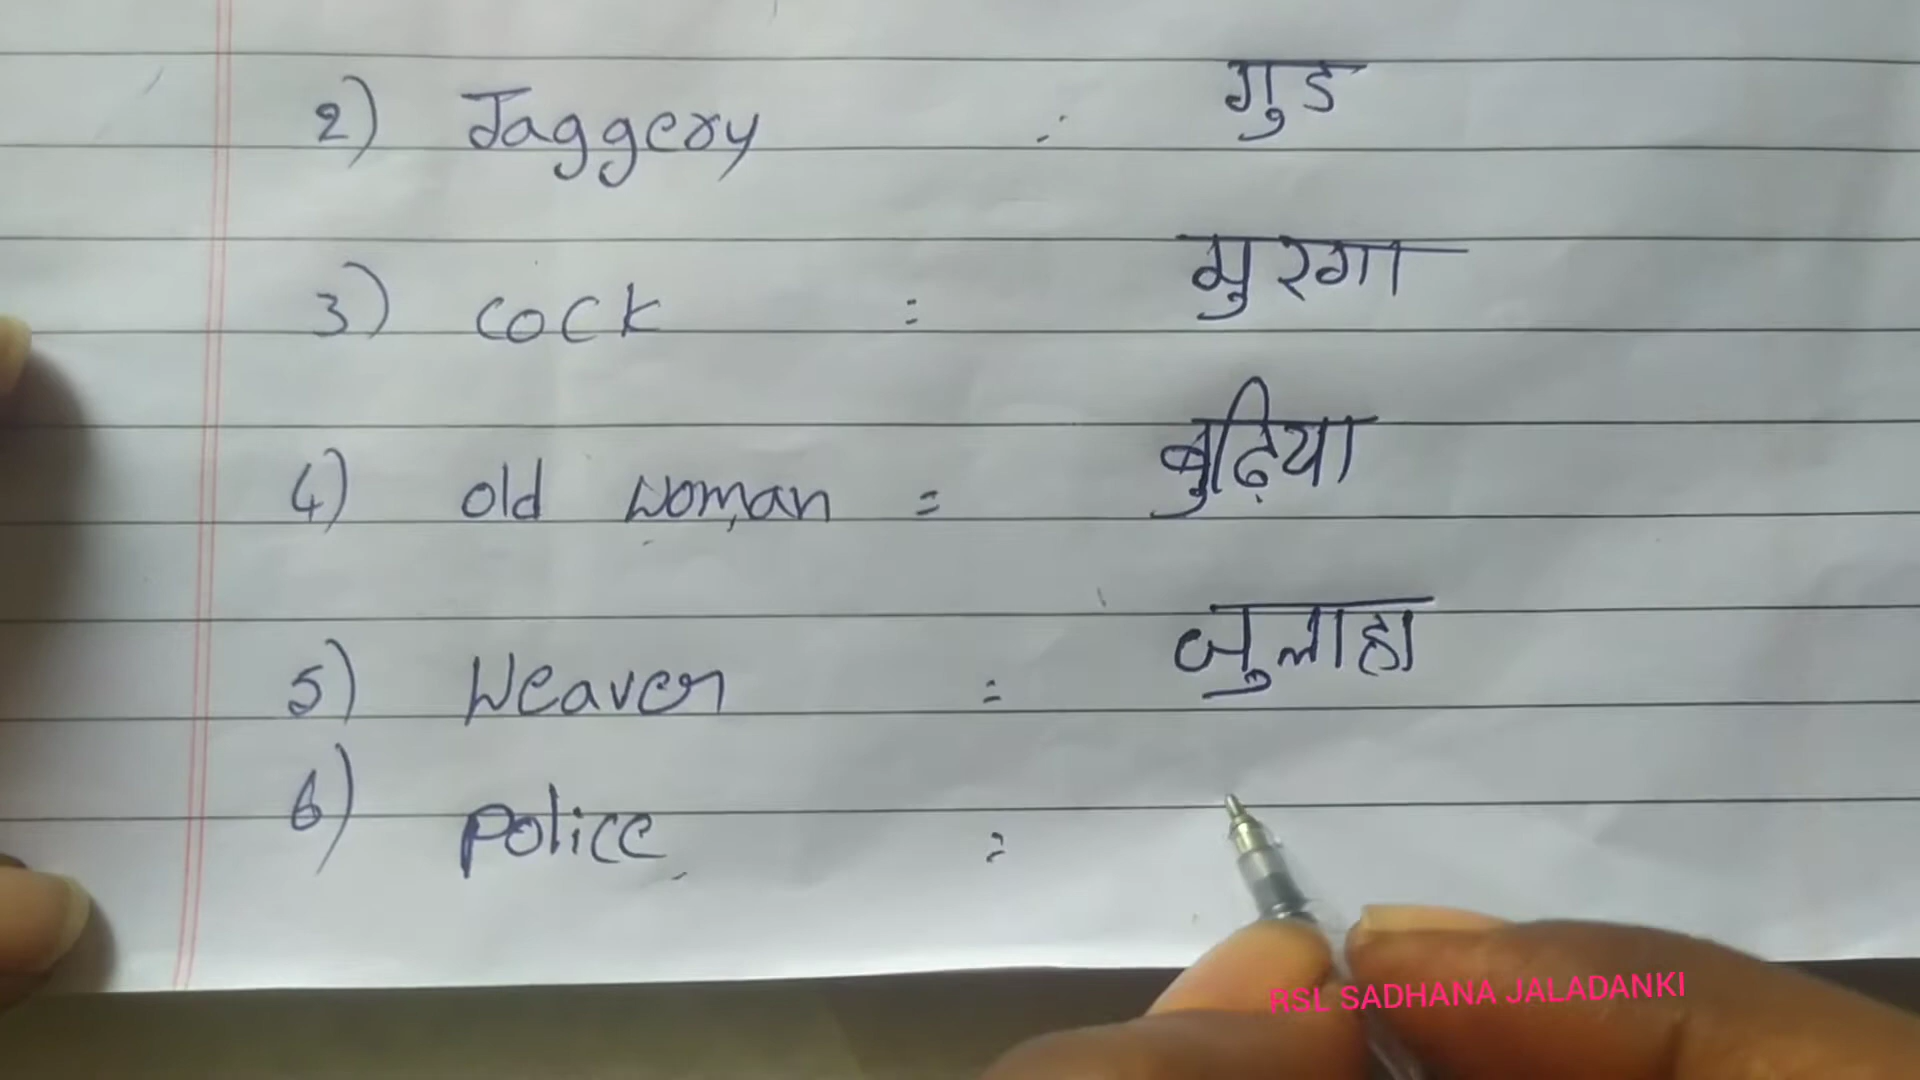 2) Jaggery : गुड
3) cock = मुरगा
4) old woman = बुढ़िया
5) Weaver = जुलाहा
6) police =
RSL SADHANA JALADANKI